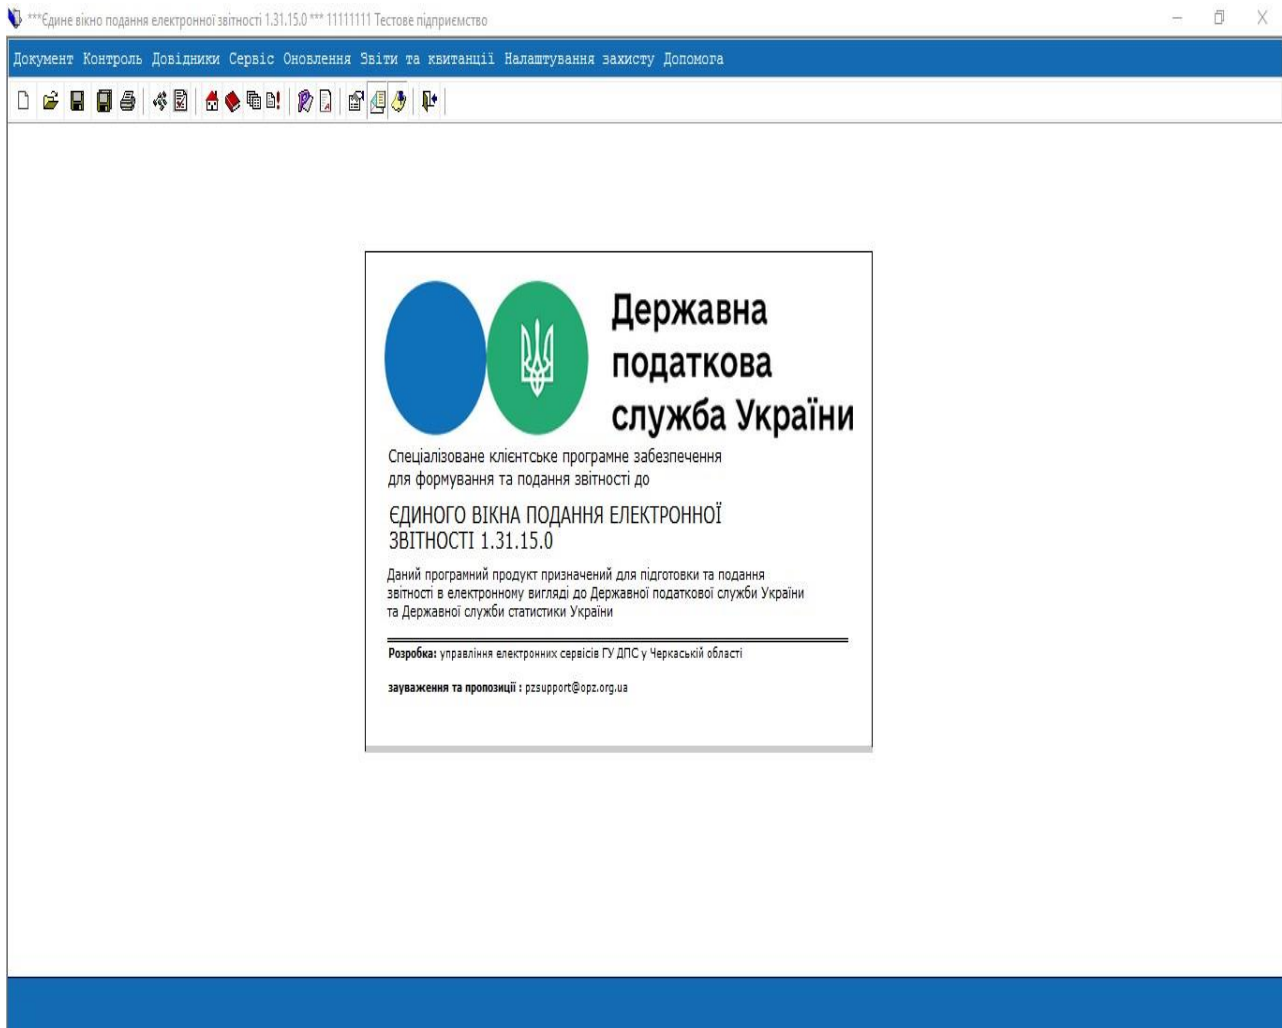 ***Єдине вікно подання електронної звітності 1.31.15.0 *** 11111111 Тестове підприємство
Документ Контроль Довідники Сервіс Оновлення Звіти та квитанції Налаштування захисту Допомога
Державна
податкова
служба України
Спеціалізоване клієнтське програмне забезпечення
для формування та подання звітності до
ЄДИНОГО ВІКНА ПОДАННЯ ЕЛЕКТРОННОЇ
ЗВІТНОСТІ 1.31.15.0
Даний програмний продукт призначений для підготовки та подання
звітності в електронному вигляді до Державної податкової служби України
та Державної служби статистики України
Розробка: управління електронних сервісів ГУ ДПС у Черкаській області
зауваження та пропозиції : pzsupport@opz.org.ua